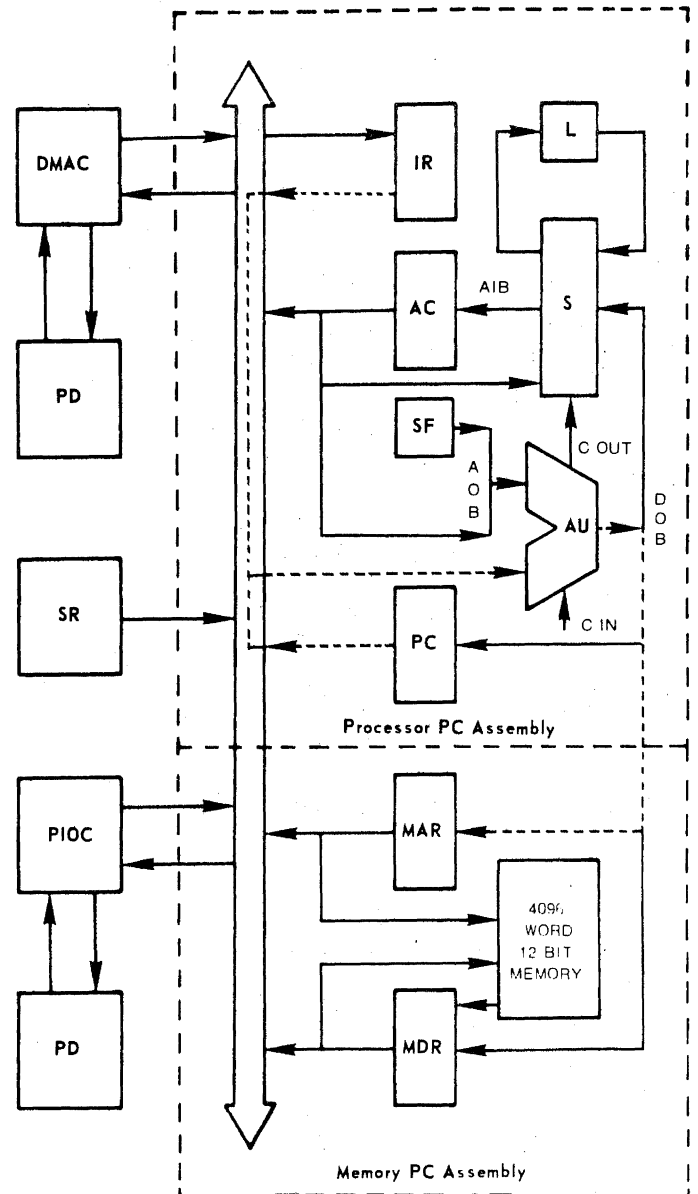 DMAC
IR
L
PD
AC
AIB
S
SF
C OUT
A
O
B
AU
D
O
B
SR
PC
C IN
Processor PC Assembly
PIOC
MAR
4096
WORD
12 BIT
MEMORY
PD
MDR
Memory PC Assembly